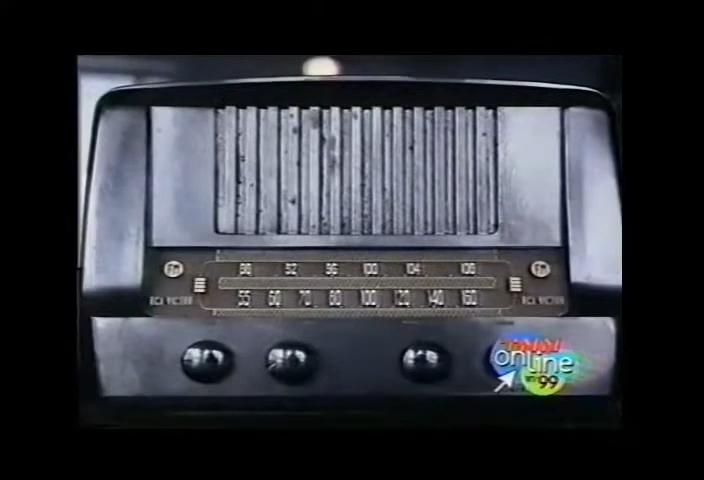 88 92 96 100 104 108
fm fm
55 60 70 80 100 120 140 160
RCA VICTOR RCA VICTOR
online
99